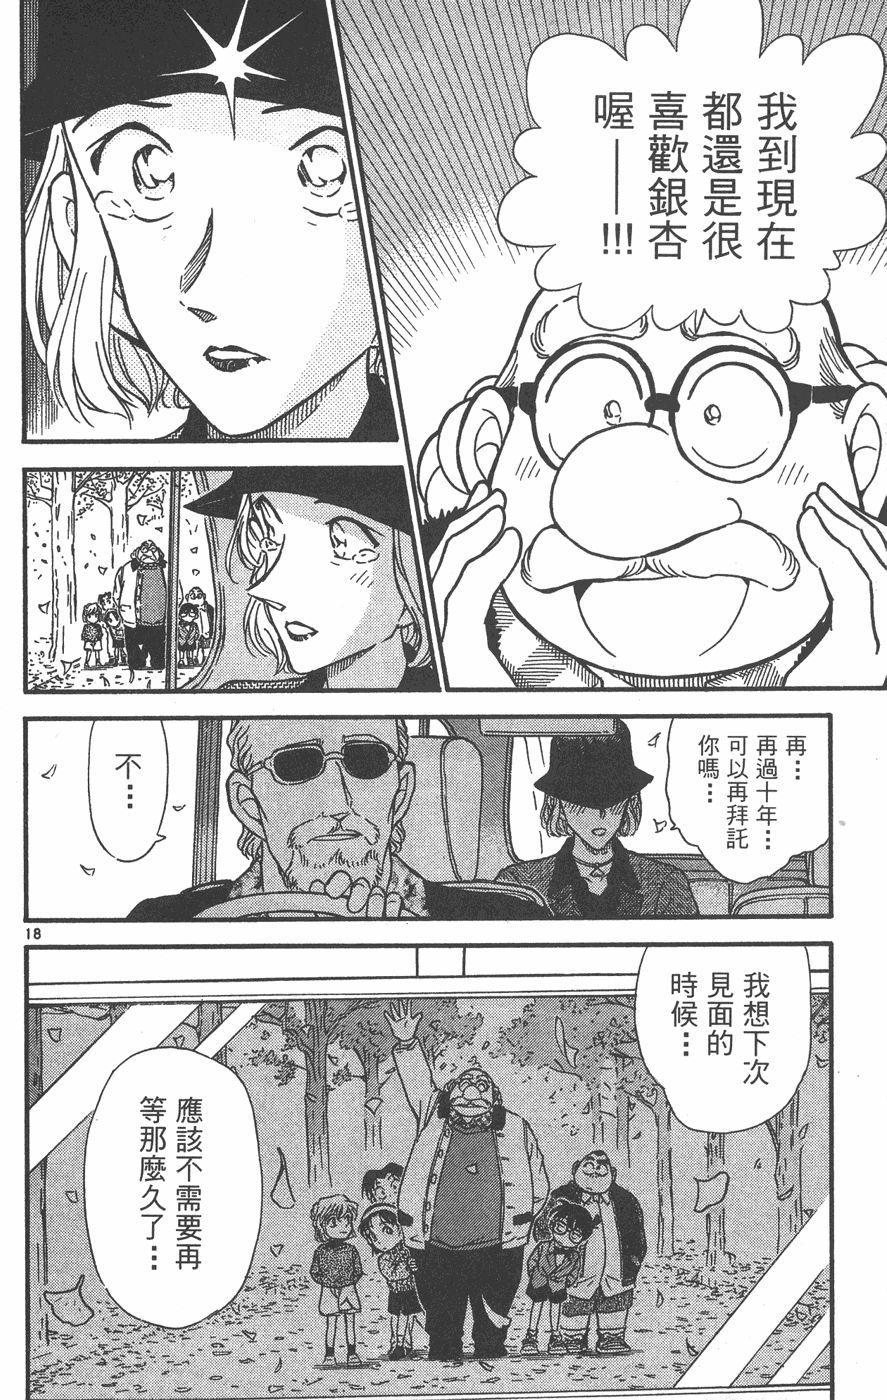 我到現在
都還是很
喜歡銀杏
喔——!!!
再…
再過十年…
可以再拜託
你嗎…
不…
18
我想下次
見面的
時候…
應該不需要再
等那麼久了…